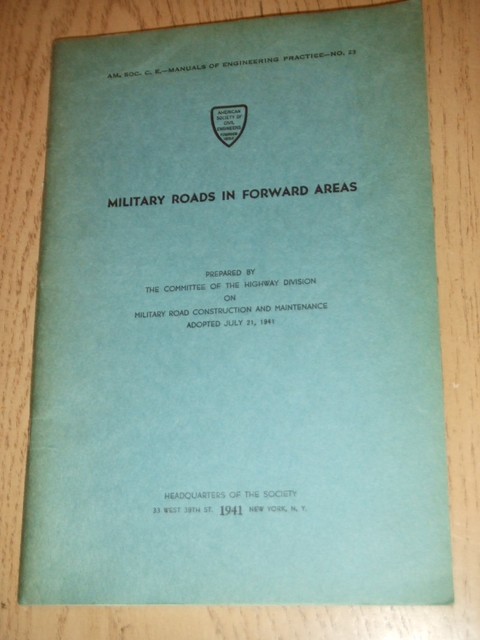 AM. SOC. C. E.—MANUALS OF ENGINEERING PRACTICE—NO. 23
AMERICAN
SOCIETY OF
CIVIL
ENGINEERS
FOUNDED
1852
MILITARY ROADS IN FORWARD AREAS
PREPARED BY
THE COMMITTEE OF THE HIGHWAY DIVISION
ON
MILITARY ROAD CONSTRUCTION AND MAINTENANCE
ADOPTED JULY 21, 1941
HEADQUARTERS OF THE SOCIETY
33 WEST 39TH ST. 1941 NEW YORK, N. Y.